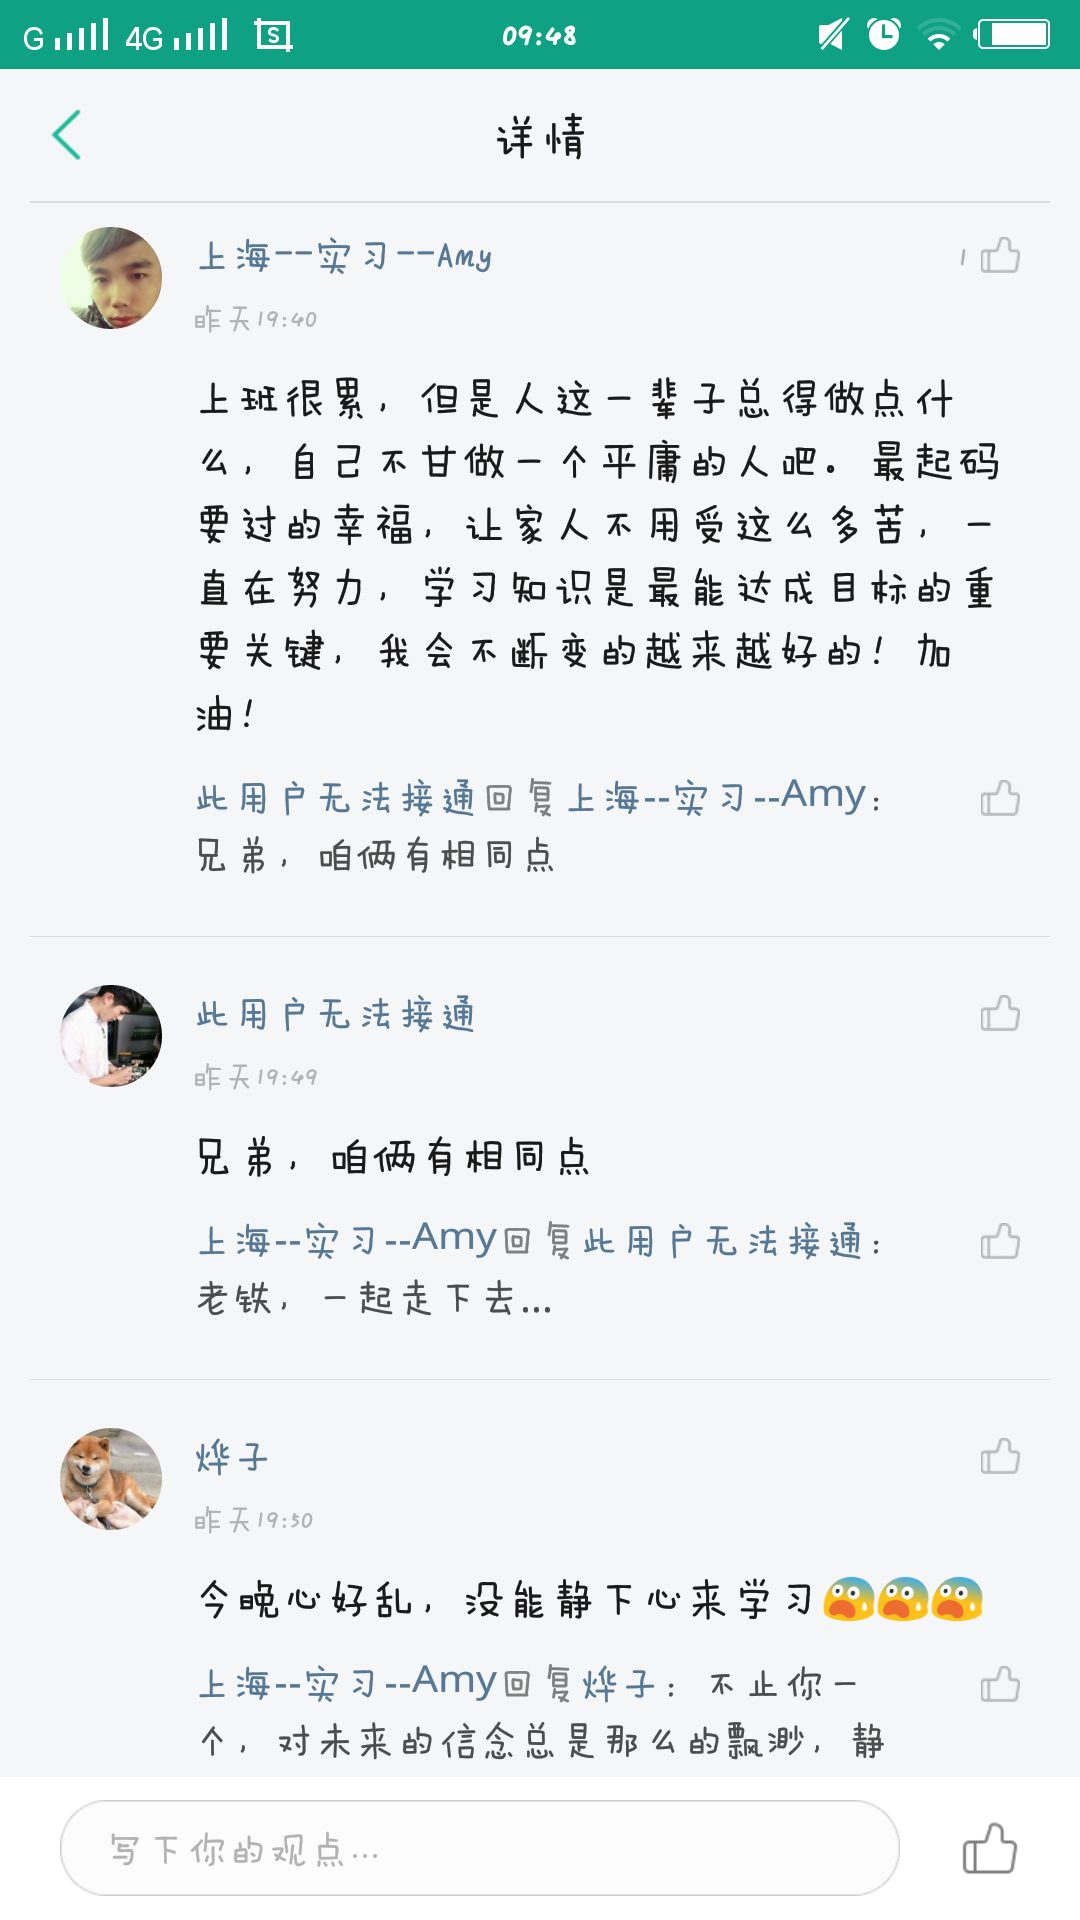 G 4G S 09:48
详情
上海--实习--Amy 1
昨天19:40
上班很累，但是人这一辈子总得做点什
么，自己不甘做一个平庸的人吧。最起码
要过的幸福，让家人不用受这么多苦，一
直在努力，学习知识是最能达成目标的重
要关键，我会不断变的越来越好的！加
油！
此用户无法接通回复上海--实习--Amy：
兄弟，咱俩有相同点
此用户无法接通
昨天19:49
兄弟，咱俩有相同点
上海--实习--Amy回复此用户无法接通：
老铁，一起走下去...
烨子
昨天19:50
今晚心好乱，没能静下心来学习😨😨😨
上海--实习--Amy回复烨子：不止你一
个，对未来的信念总是那么的飘渺，静
写下你的观点...